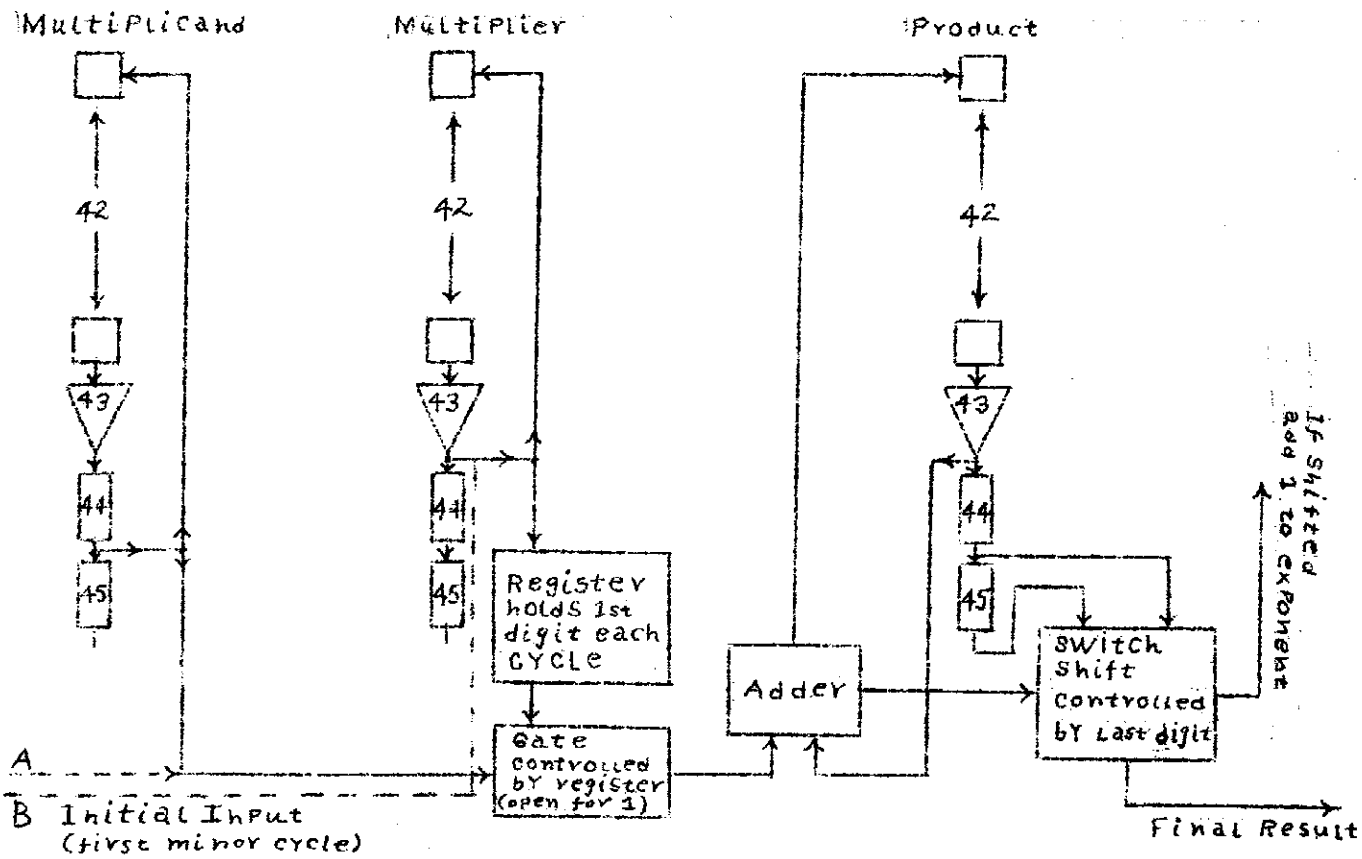 Multiplicand
Multiplier
Product
42
42
42
43
43
43
44
44
44
45
45
45
Register
holds 1st
digit each
CYCLE
Adder
Switch
Shift
Controlled
by Last digit
If Shifted
add 1 to exponent
Gate
controlled
by register
(open for 1)
A
B Initial Input
(first minor cycle)
Final Result